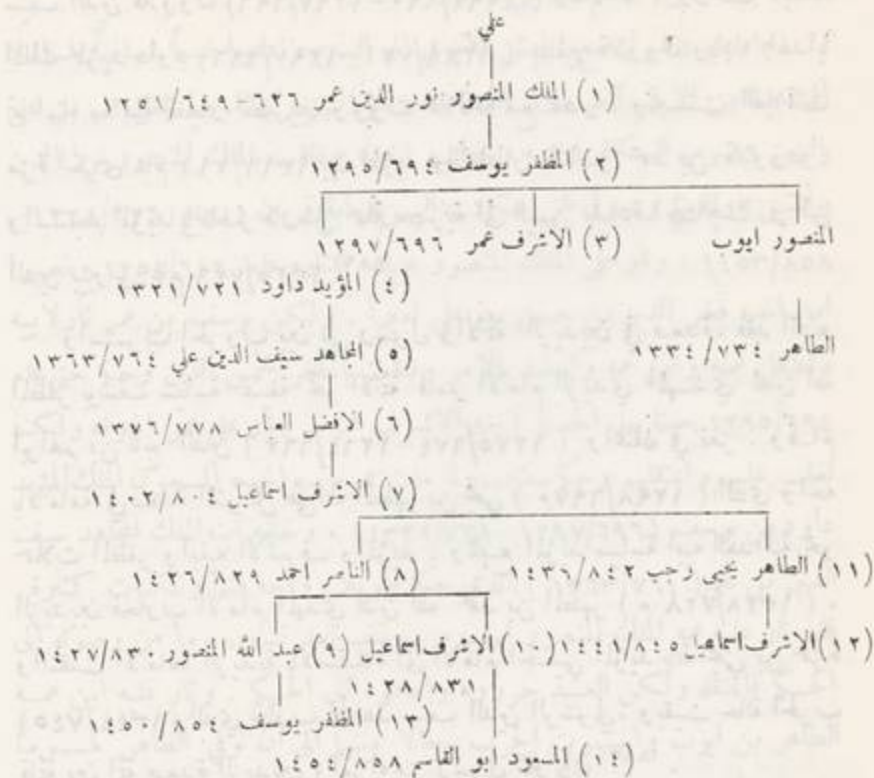 علي
(١) الملك المنصور نور الدين عمر ٦٢٦-٦٤٩/١٢٥١
(٢) المظفر يوسف ٦٩٤/١٢٩٥
المنصور ايوب (٣) الاشرف عمر ٦٩٦/١٢٩٧
(٤) المؤيد داود ٧٢١/١٣٢١
الطاهر ٧٣٤/١٣٣٤ (٥) المجاهد سيف الدين علي ٧٦٤/١٣٦٣
(٦) الافضل العباس ٧٧٨/١٣٧٦
(٧) الاشرف اسماعيل ٨٠٤/١٤٠٢
(١١) الطاهر يحيى رجب ٨٤٢/١٤٣٦ (٨) الناصر احمد ٨٢٩/١٤٢٦
(١٢) الاشرف اسماعيل ٨٤٥/١٤٤١ (١٠) الاشرف اسماعيل (٩) عبد الله المنصور ٨٣٠/١٤٢٧
٨٣١/١٤٢٨
(١٣) المظفر يوسف ٨٥٤/١٤٥٠
(١٤) المسعود ابو القاسم ٨٥٨/١٤٥٤